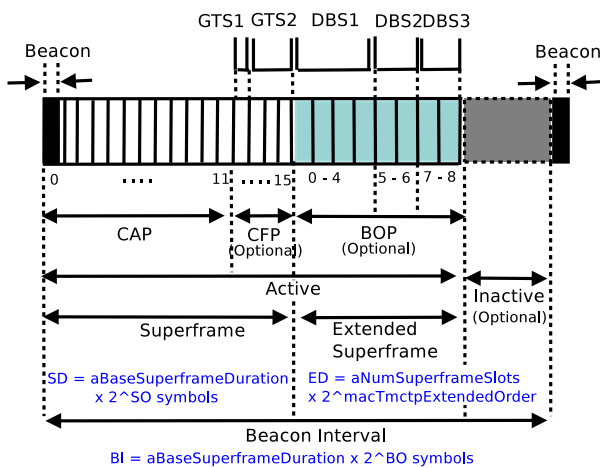 GTS1 GTS2 DBS1 DBS2 DBS3
Beacon Beacon
0 .... 11 ....15 0 - 4 5 - 6 7 - 8
CAP CFP BOP
(Optional) (Optional)
Active Inactive
(Optional)
Superframe Extended
Superframe
SD = aBaseSuperframeDuration ED = aNumSuperframeSlots
x 2^SO symbols x 2^macTmctpExtendedOrder
Beacon Interval
BI = aBaseSuperframeDuration x 2^BO symbols